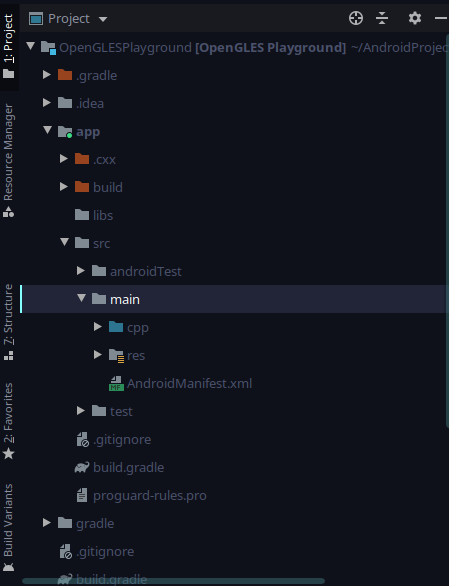 Project
1: Project
Resource Manager
7: Structure
2: Favorites
Build Variants
OpenGLESPlayground [OpenGLES Playground] ~/AndroidProjec
.gradle
.idea
app
.cxx
build
libs
src
androidTest
main
cpp
res
MF
AndroidManifest.xml
test
.gitignore
build.gradle
proguard-rules.pro
gradle
.gitignore
build.gradle